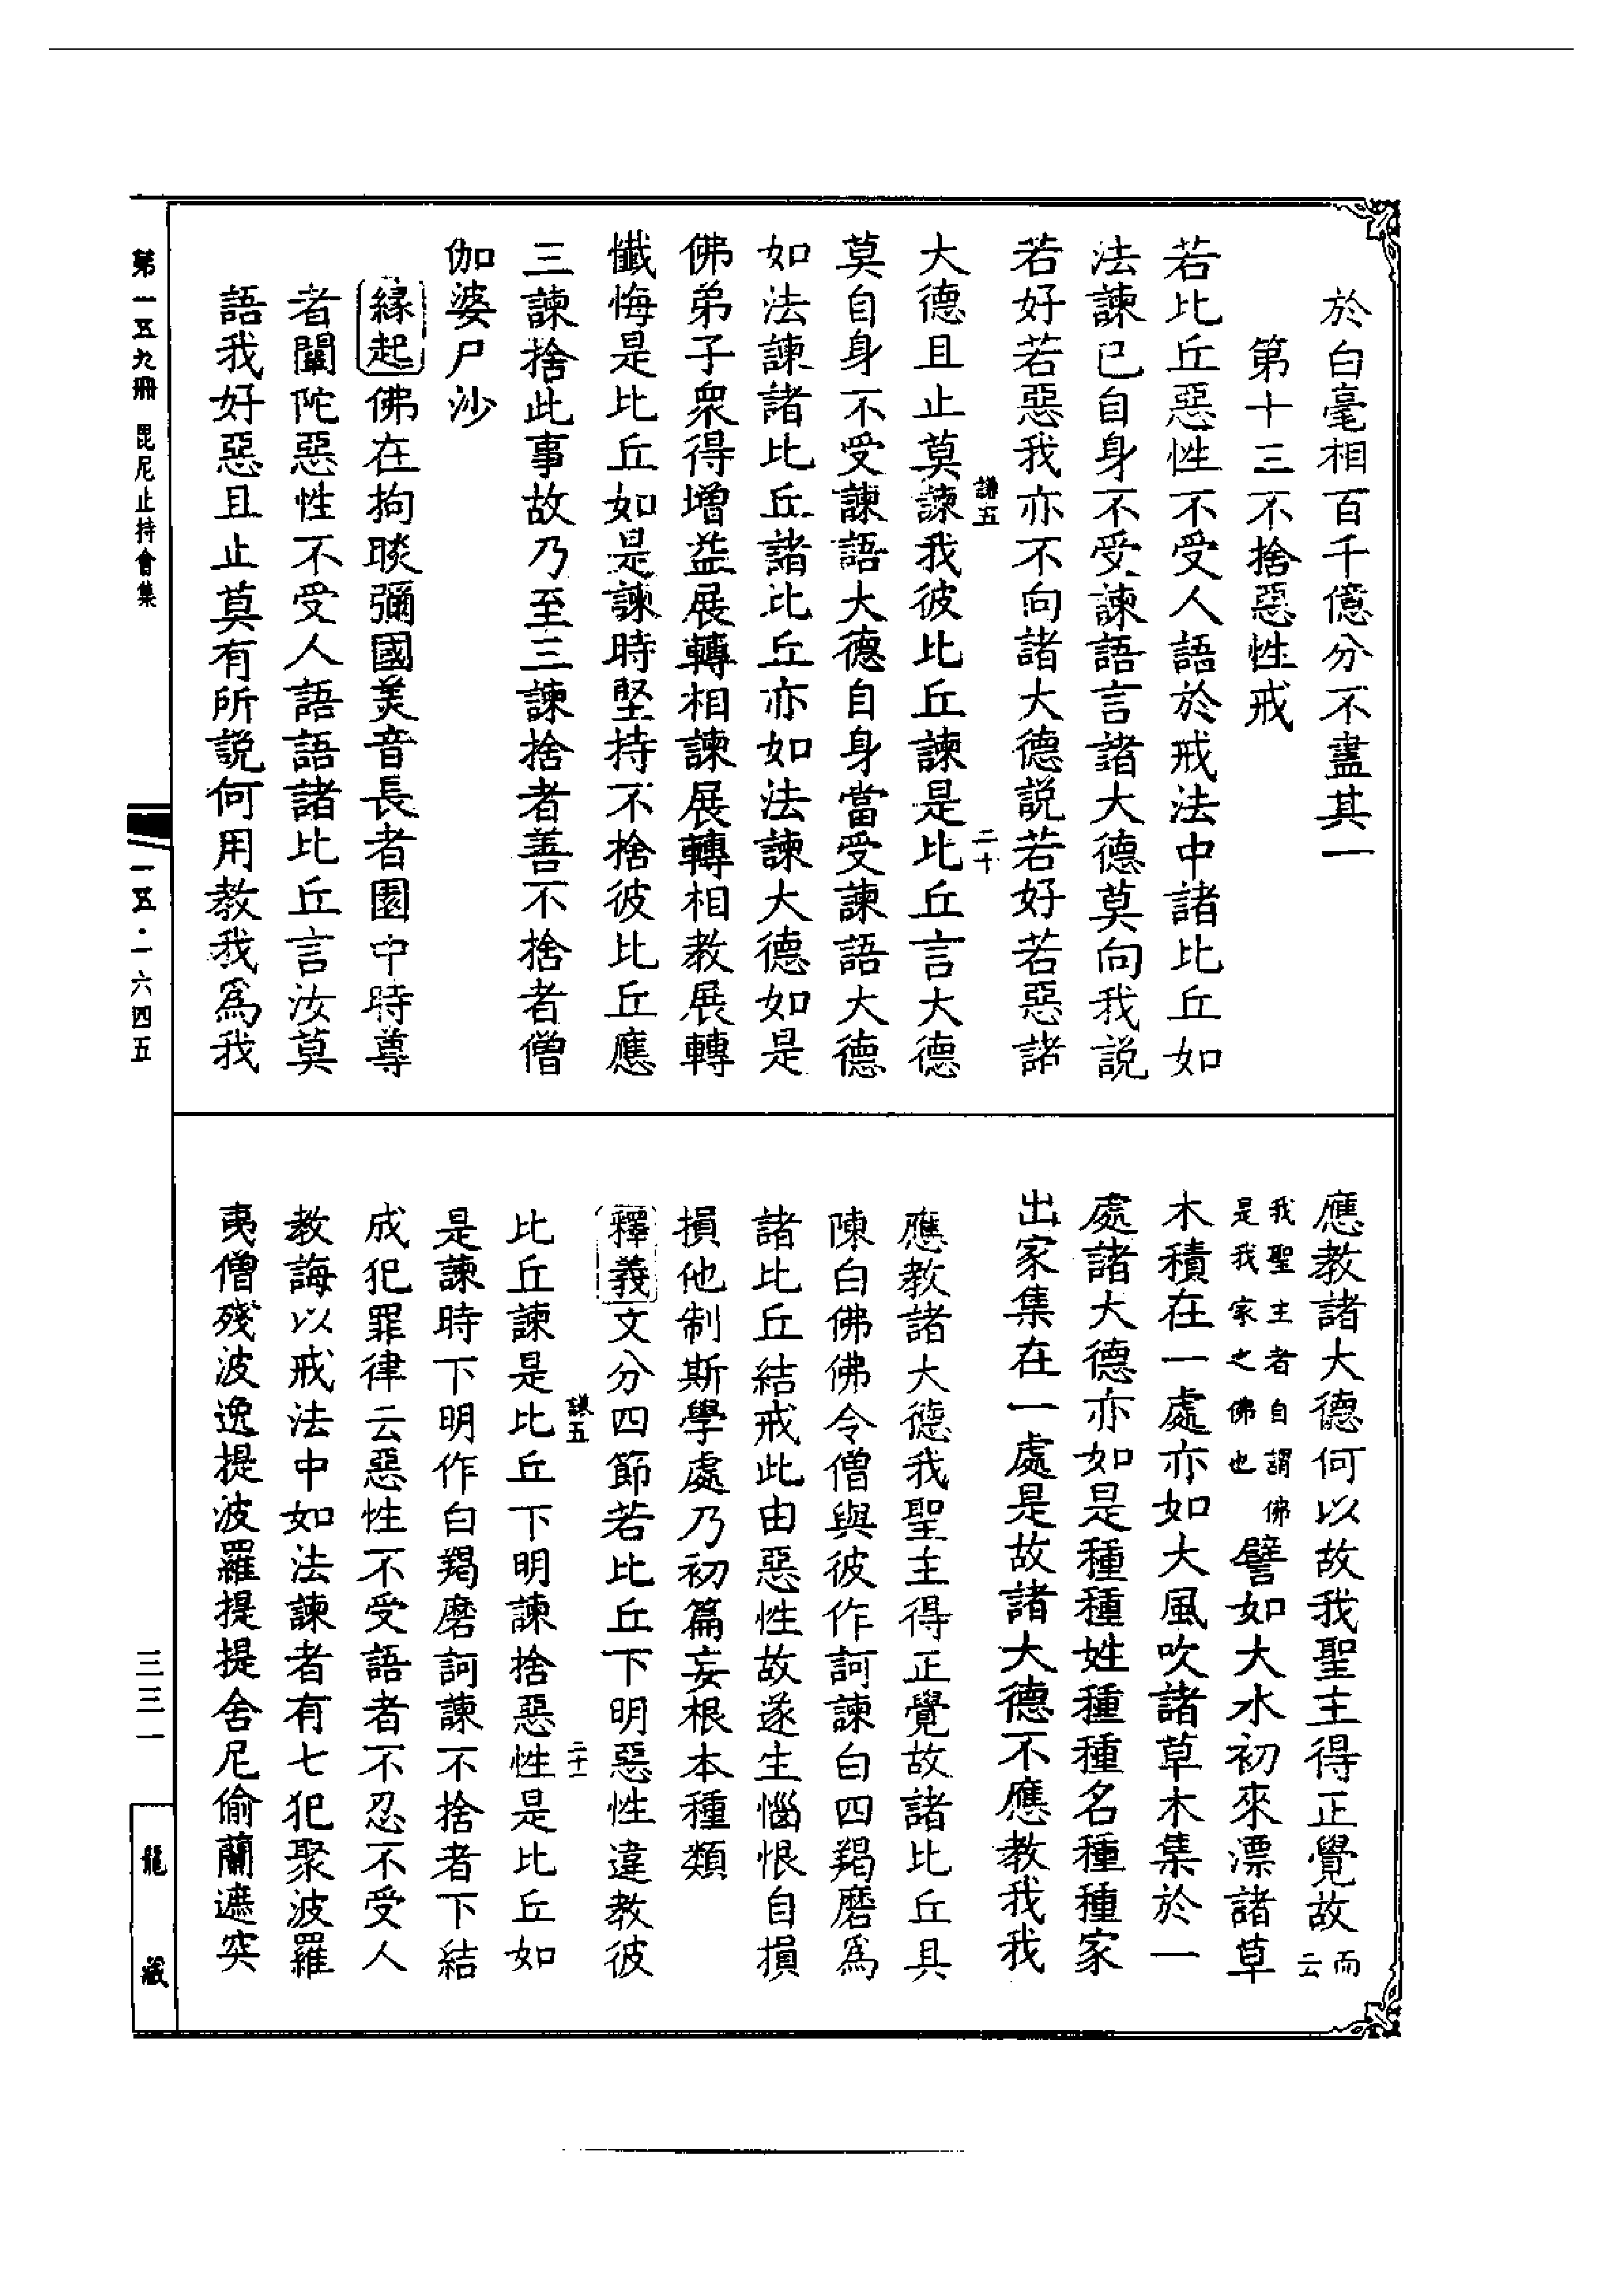 於白毫相百千億分不盡其一
第十三不捨惡性戒
若比丘惡性不受人語於戒法中諸比丘如
法諫已自身不受諫語言諸大德莫向我説
若好若惡我亦不向諸大德説若好若惡諸
大德且止莫諫我彼比丘諫是比丘言大德
莫自身不受諫語大德自身當受諫語大德
如法諫諸比丘諸比丘亦如法諫大德如是
佛弟子衆得增益展轉相諫展轉相教展轉
懺悔是比丘如是諫時堅持不捨彼比丘應
三諫捨此事故乃至三諫捨者善不捨者僧
伽婆尸沙
緣起佛在拘睒彌國美音長者園中時尊
者闡陀惡性不受人語語諸比丘言汝莫
語我好惡且止莫有所説何用教我爲我
謙五
二十
應教諸大德何以故我聖主得正覺故而云
我聖主者自謂佛
是我家之佛也
譬如大水初來漂諸草
木積在一處亦如大風吹諸草木集於一
處諸大德亦如是種種姓種種名種種家
出家集在一處是故諸大德不應教我我
應教諸大德我聖主得正覺故諸比丘具
陳白佛佛令僧與彼作訶諫白四羯磨爲
諸比丘結戒此由惡性故遂生惱恨自損
損他制斯學處乃初篇妄根本種類
釋義文分四節若比丘下明惡性違教彼
比丘諫是比丘下明諫捨惡性是比丘如
是諫時下明作白羯磨訶諫不捨者下結
成犯罪律云惡性不受語者不忍不受人
教誨以戒法中如法諫者有七犯聚波羅
夷僧殘波逸提波羅提提舍尼偷蘭遮突
謙五
二十一
第一五九冊 毘尼止持會集
一五·一六四五
三三一
龍藏